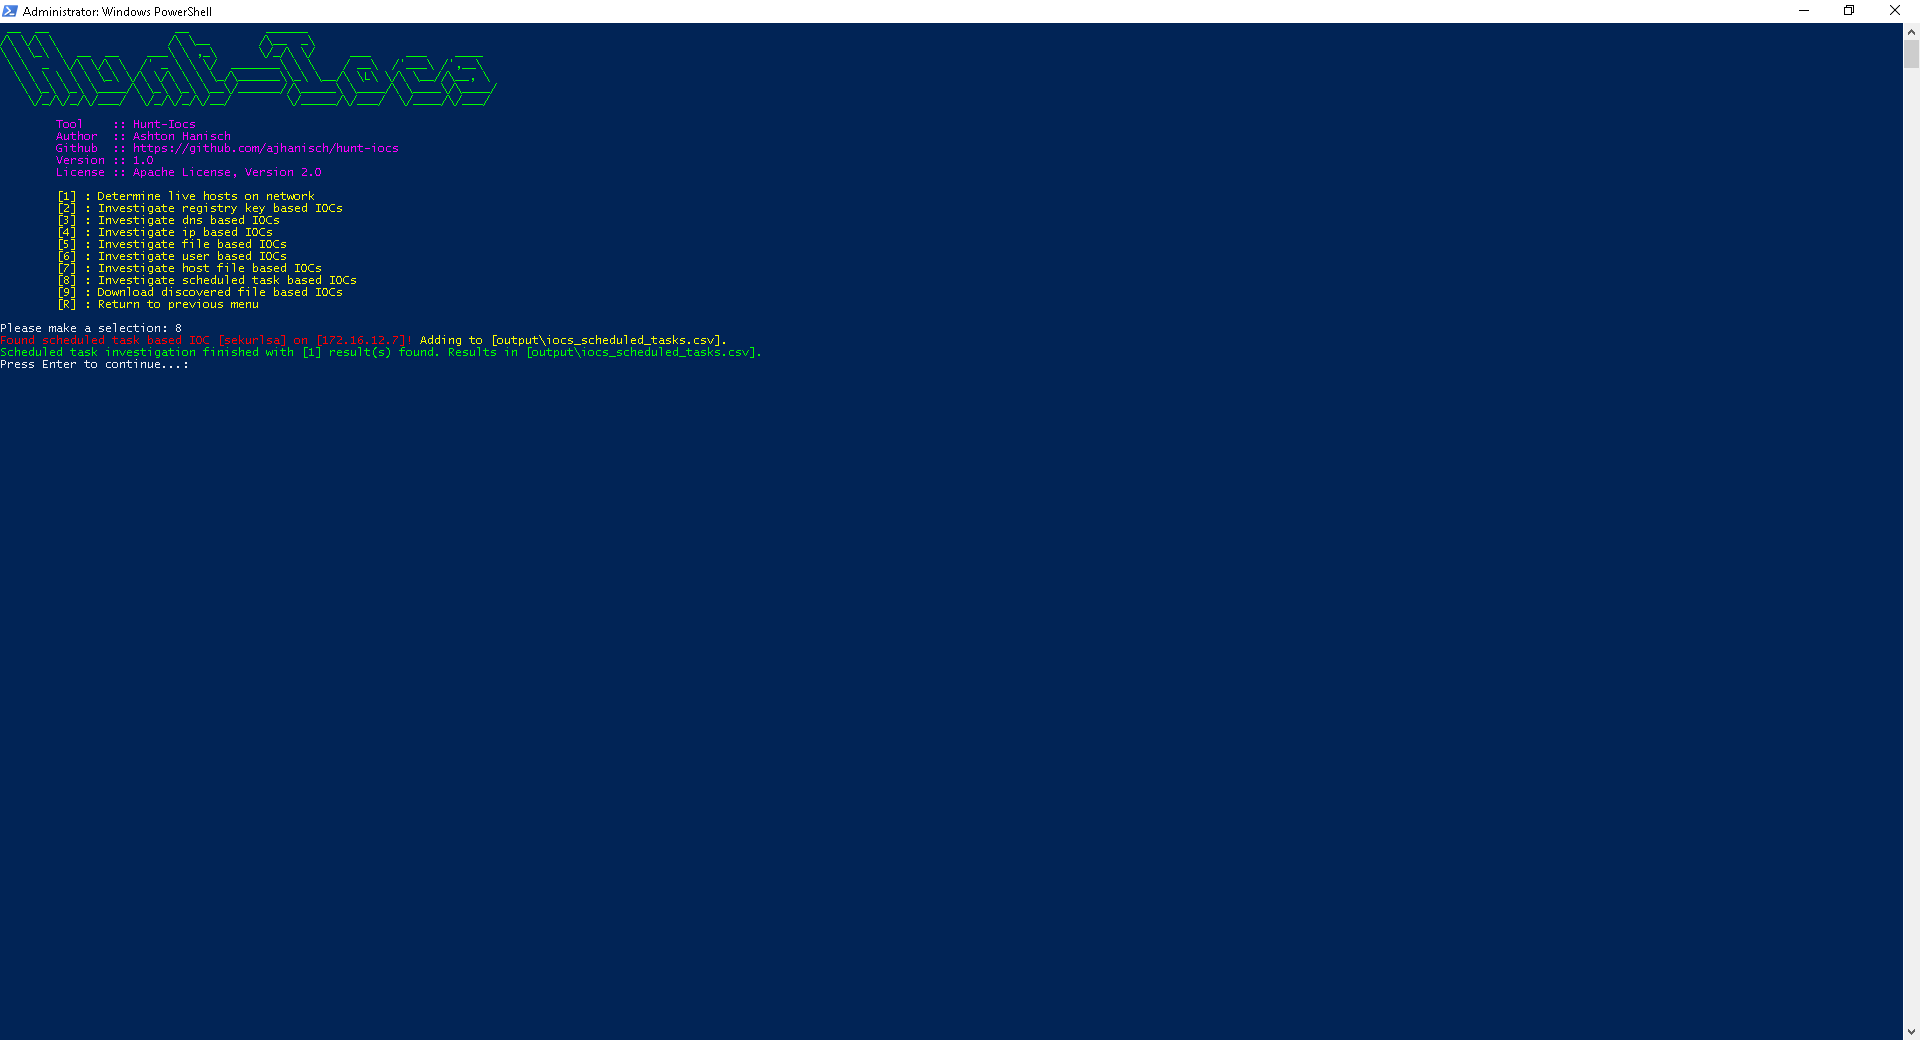 Administrator: Windows PowerShell
Hunt-Iocs
Tool    :: Hunt-Iocs
Author  :: Ashton Hanisch
Github  :: https://github.com/ajhanisch/hunt-iocs
Version :: 1.0
License :: Apache License, Version 2.0
[1] : Determine live hosts on network
[2] : Investigate registry key based IOCs
[3] : Investigate dns based IOCs
[4] : Investigate ip based IOCs
[5] : Investigate file based IOCs
[6] : Investigate user based IOCs
[7] : Investigate host file based IOCs
[8] : Investigate scheduled task based IOCs
[9] : Download discovered file based IOCs
[R] : Return to previous menu
Please make a selection: 8
Found scheduled task based IOC [sekurlsa] on [172.16.12.7]! Adding to [output\iocs_scheduled_tasks.csv].
Scheduled task investigation finished with [1] result(s) found. Results in [output\iocs_scheduled_tasks.csv].
Press Enter to continue...: